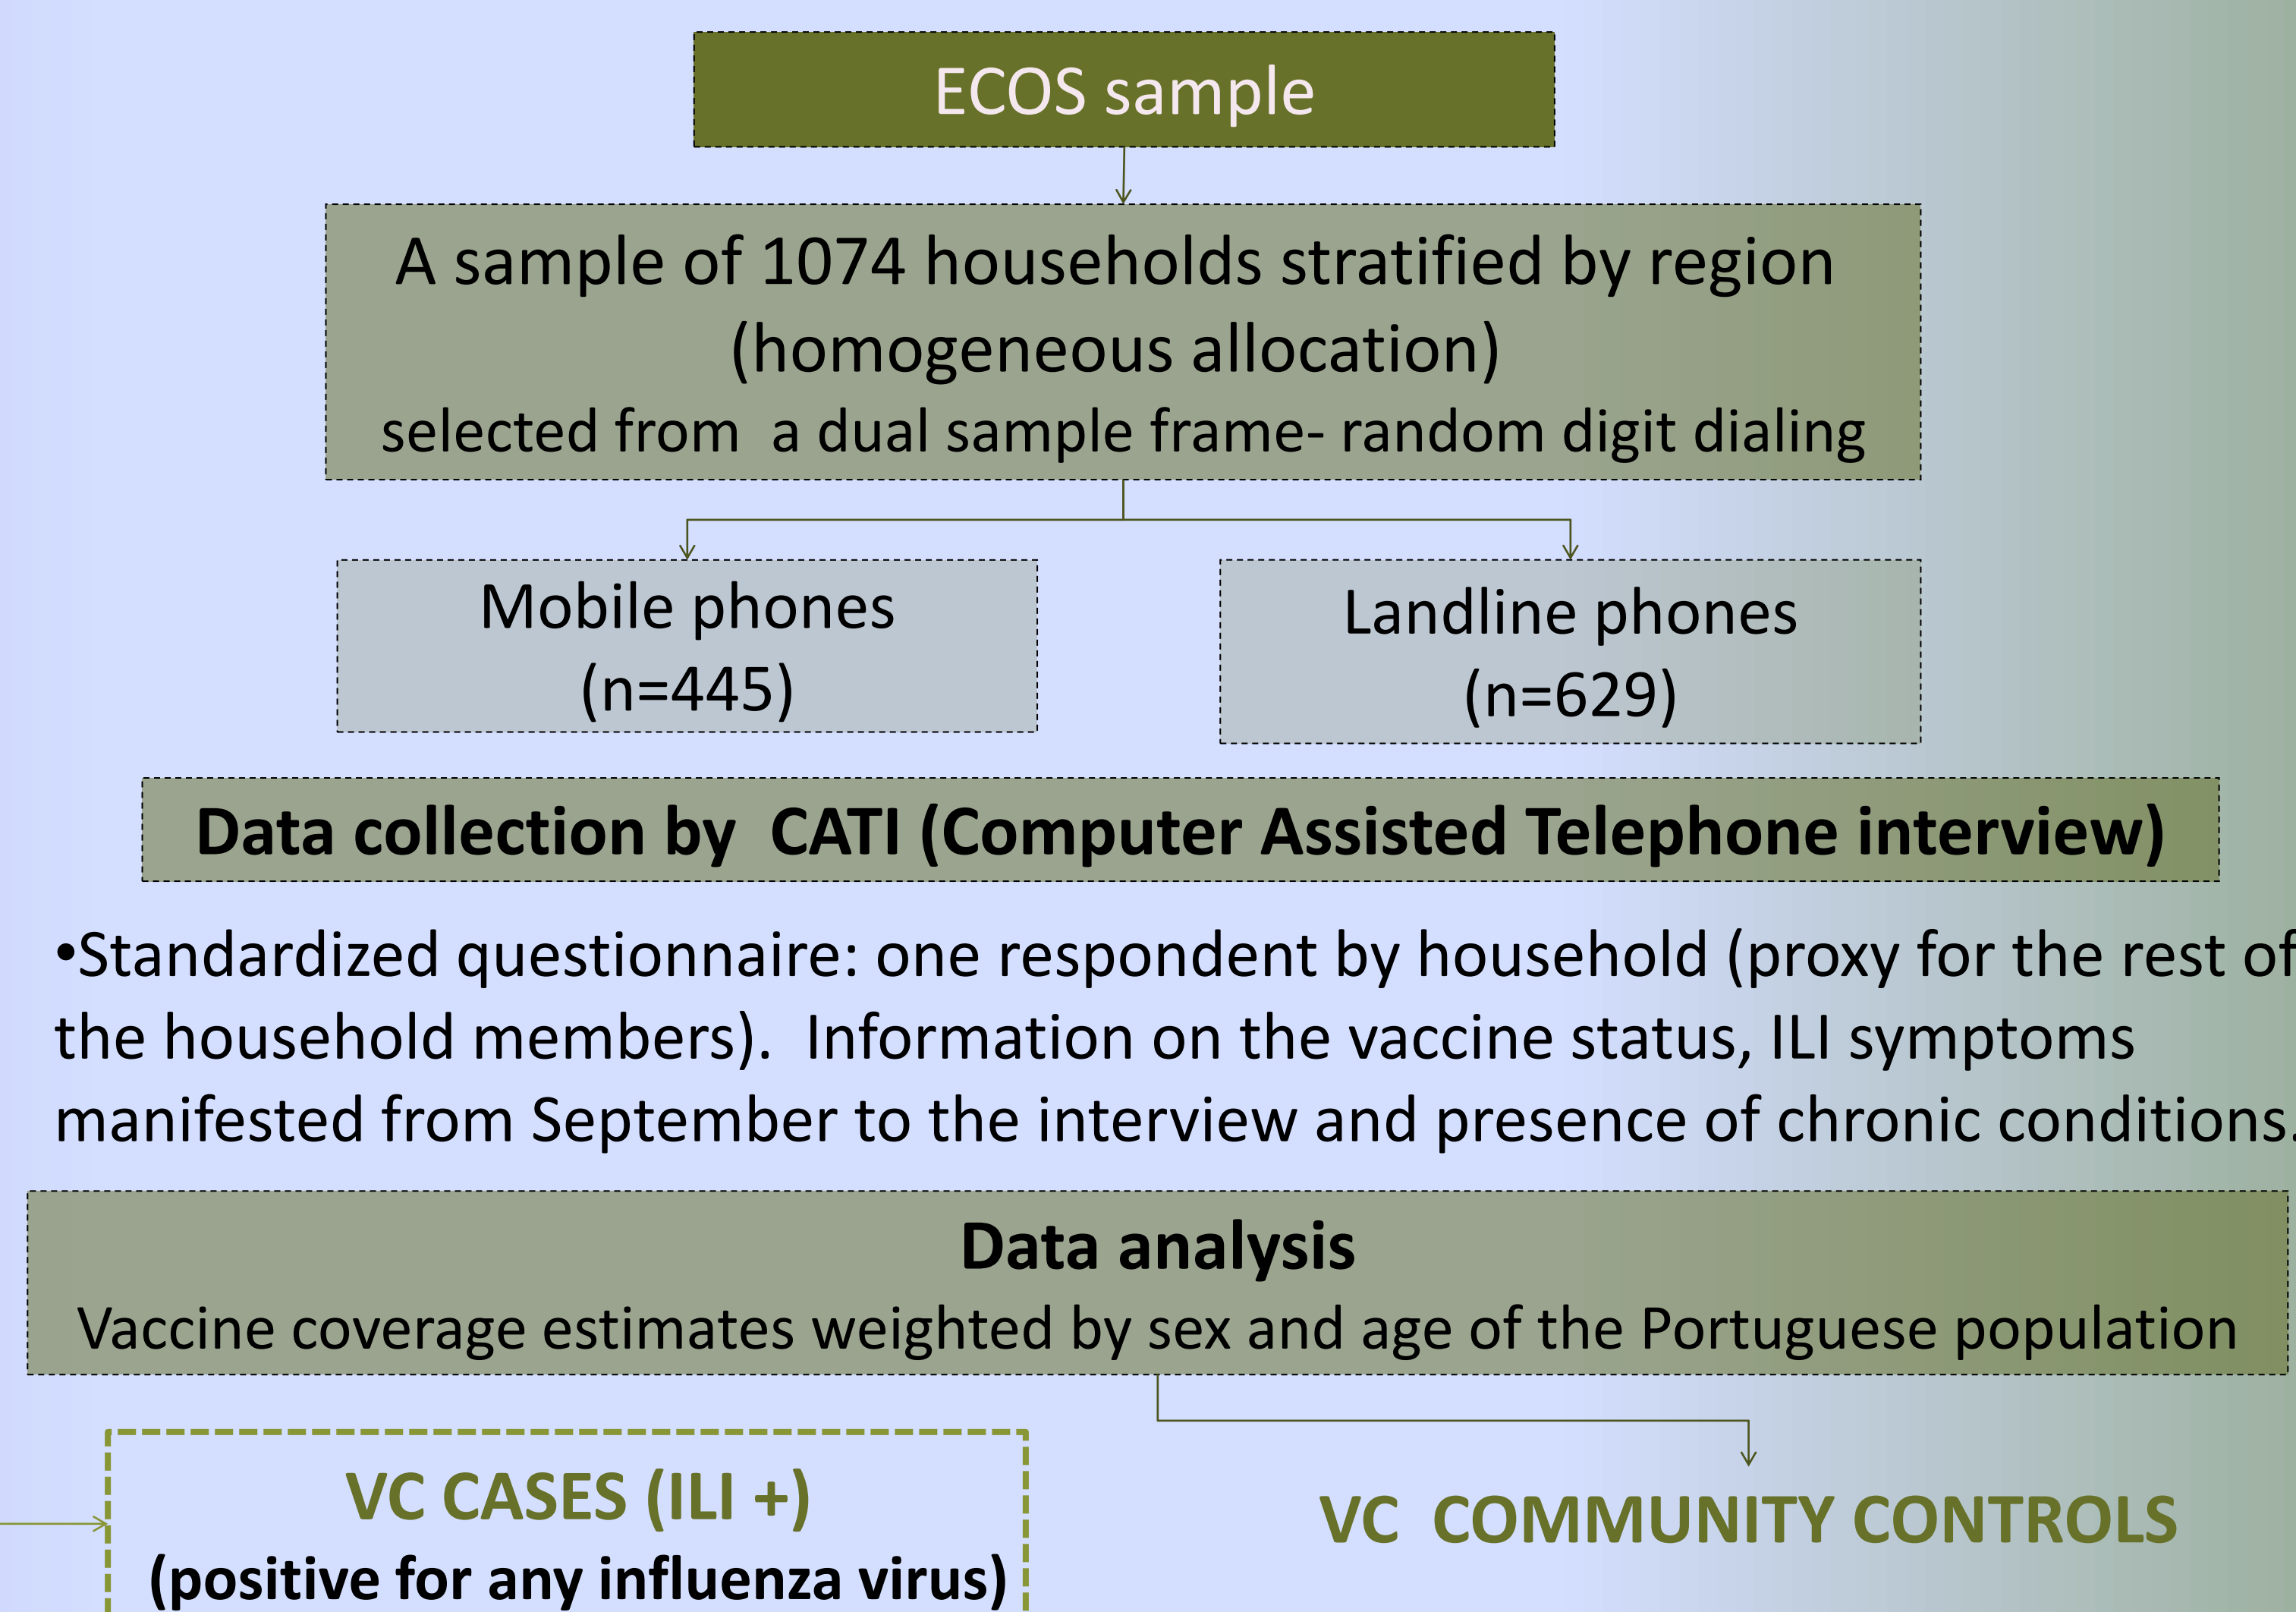 ECOS sample
A sample of 1074 households stratified by region
(homogeneous allocation)
selected from a dual sample frame- random digit dialing
Mobile phones
(n=445)
Landline phones
(n=629)
Data collection by CATI (Computer Assisted Telephone interview)
•Standardized questionnaire: one respondent by household (proxy for the rest of
the household members). Information on the vaccine status, ILI symptoms
manifested from September to the interview and presence of chronic conditions.
Data analysis
Vaccine coverage estimates weighted by sex and age of the Portuguese population
VC CASES (ILI +)
(positive for any influenza virus)
VC COMMUNITY CONTROLS